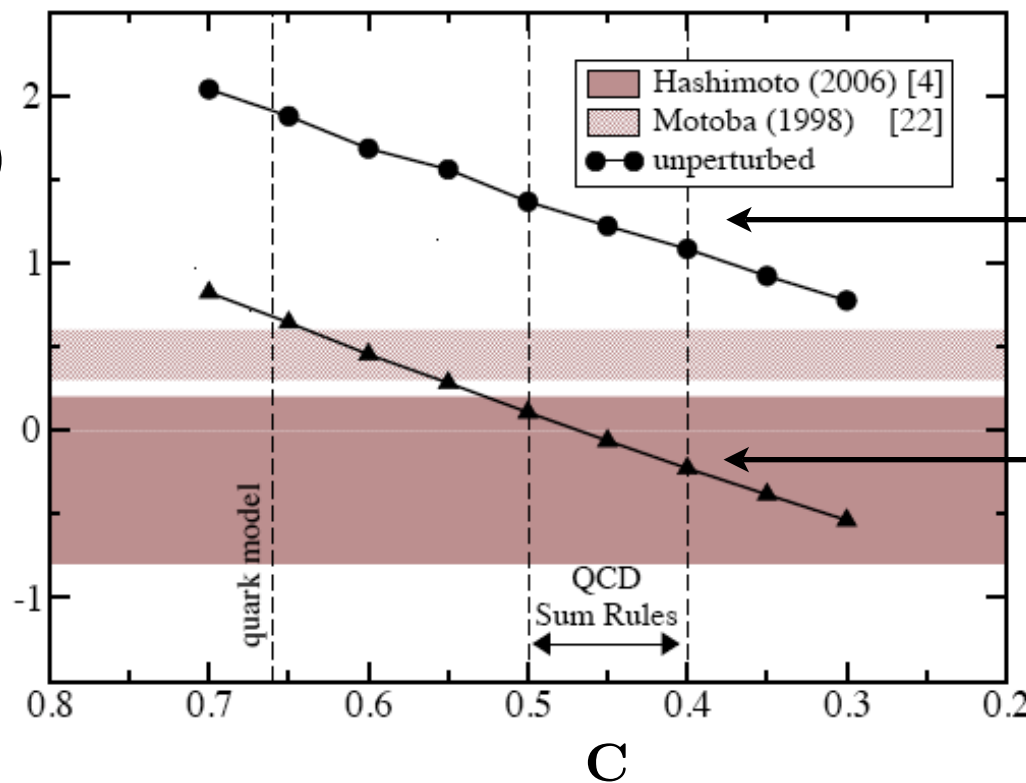 2
1
0
-1
)
Hashimoto (2006) [4]
Motoba (1998) [22]
unperturbed
quark model
QCD
Sum Rules
0.8 0.7 0.6 0.5 0.4 0.3 0.2
C